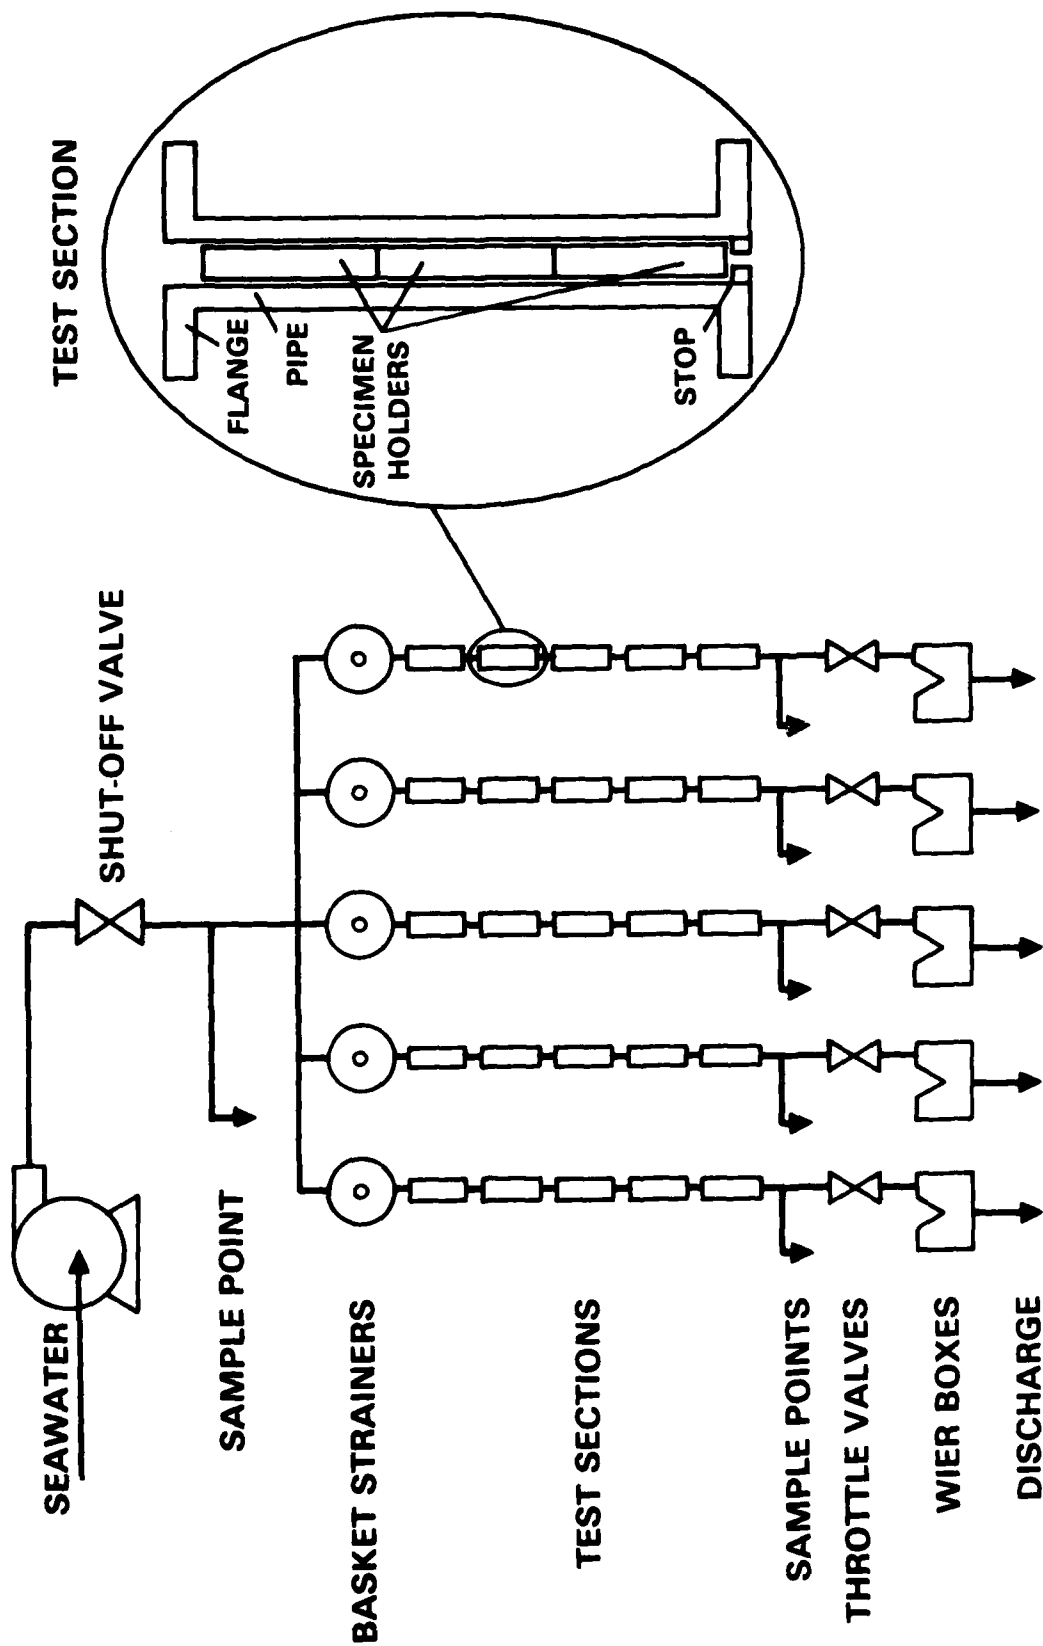 SEAWATER
SHUT-OFF VALVE
SAMPLE POINT
BASKET STRAINERS
TEST SECTIONS
SAMPLE POINTS
THROTTLE VALVES
WIER BOXES
DISCHARGE
TEST SECTION
FLANGE
PIPE
SPECIMEN
HOLDERS
STOP